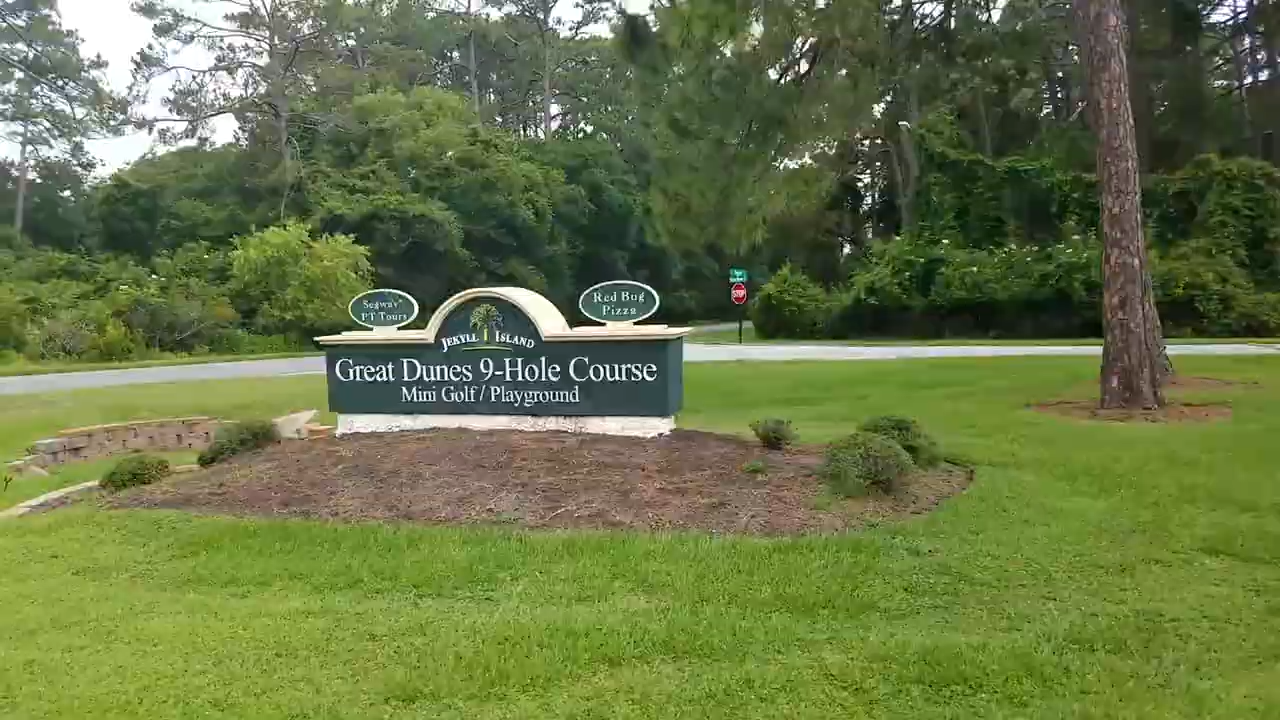 Segway®
PT Tours
Red Bug
Pizza
JEKYLL ISLAND
Great Dunes 9-Hole Course
Mini Golf / Playground
STOP